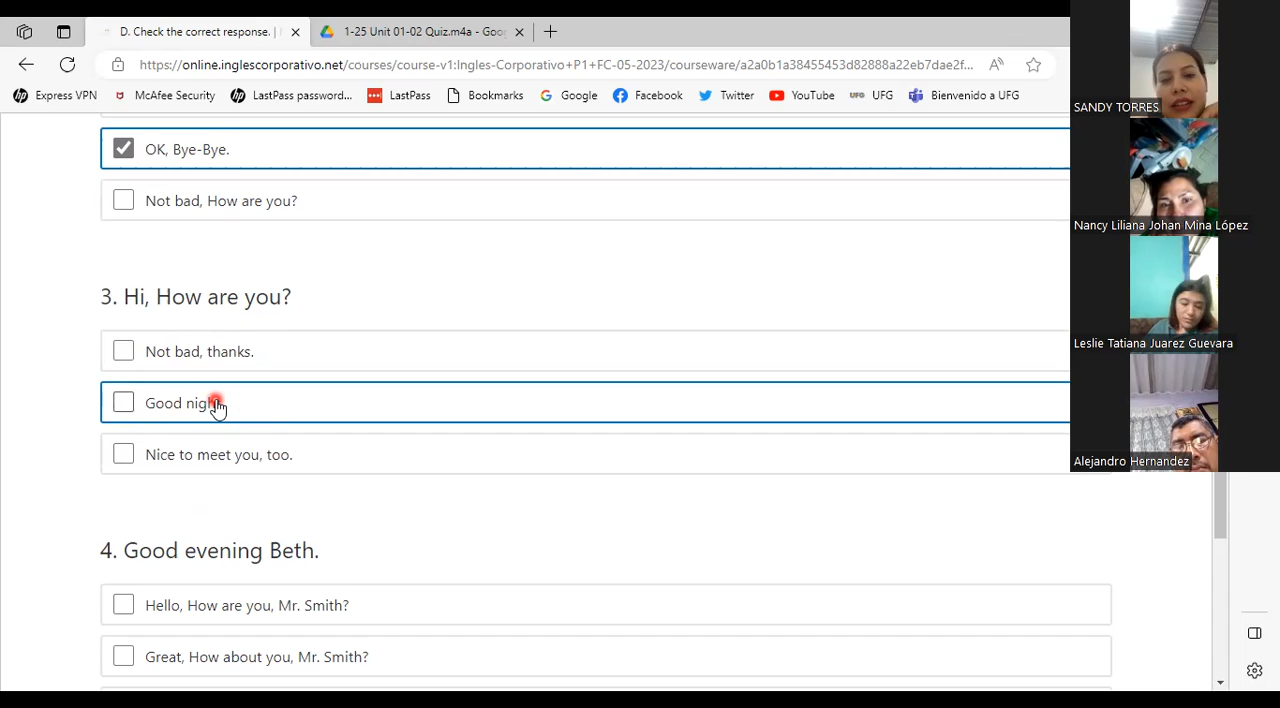 D. Check the correct response. |
1-25 Unit 01-02 Quiz.m4a - Goo
https://online.inglescorporativo.net/courses/course-v1:Ingles-Corporativo+P1+FC-05-2023/courseware/a2a0b1a38455453d82888a22eb7dae2f...
Express VPN
McAfee Security
LastPass password...
LastPass
Bookmarks
Google
Facebook
Twitter
YouTube
UFG
Bienvenido a UFG
OK, Bye-Bye.
Not bad, How are you?
3. Hi, How are you?
Not bad, thanks.
Good night.
Nice to meet you, too.
4. Good evening Beth.
Hello, How are you, Mr. Smith?
Great, How about you, Mr. Smith?
SANDY TORRES
Nancy Liliana Johan Mina López
Leslie Tatiana Juarez Guevara
Alejandro Hernandez